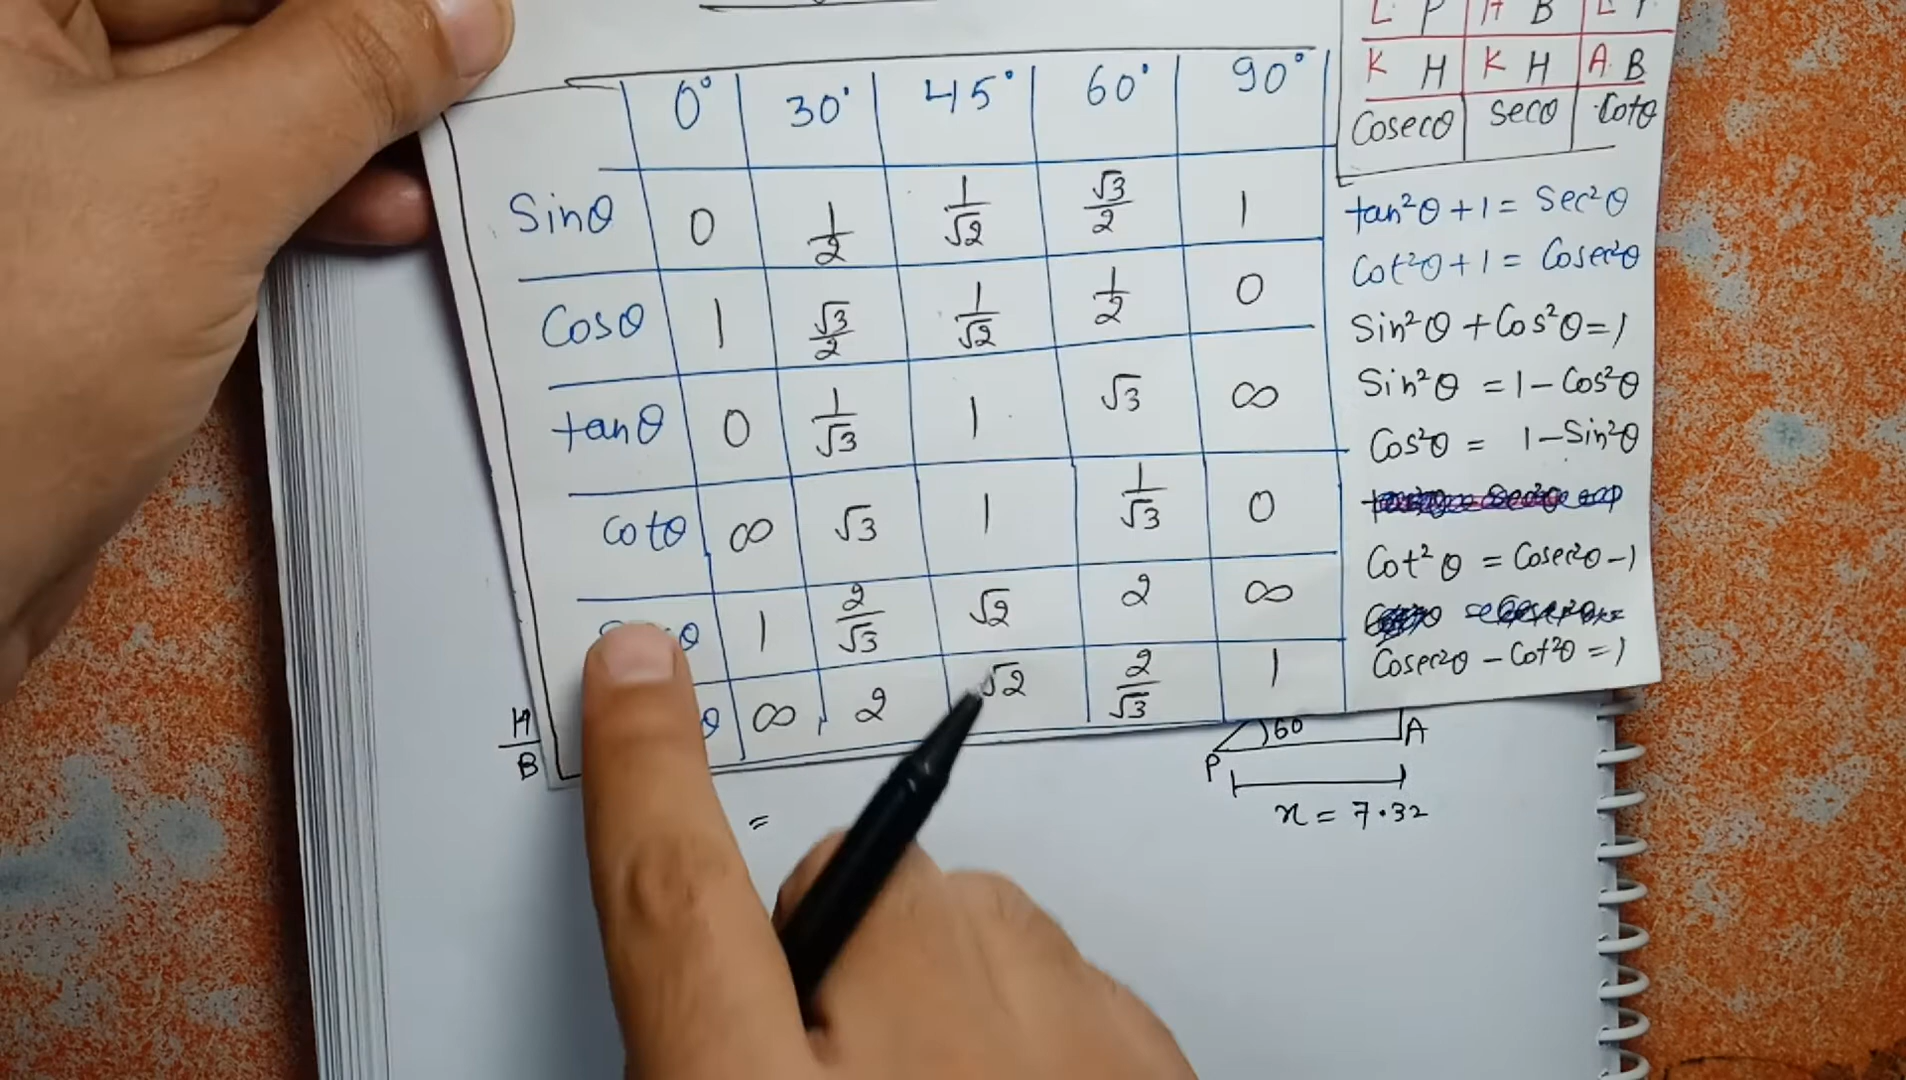 L P H B L P
K H K H A B
Cosecθ secθ Cotθ
0° 30° 45° 60° 90°
Sinθ 0 1/2 1/√2 √3/2 1
Cosθ 1 √3/2 1/√2 1/2 0
tanθ 0 1/√3 1 √3 ∞
Cotθ ∞ √3 1 1/√3 0
θ 1 2/√3 √2 2 ∞
θ ∞ 2 √2 2/√3 1
tan²θ + 1 = Sec²θ
Cot²θ + 1 = Cosec²θ
Sin²θ + Cos²θ = 1
Sin²θ = 1 - Cos²θ
Cos²θ = 1 - Sin²θ
Cot²θ = Cosec²θ - 1
Cosec²θ - Cot²θ = 1
H/B
=
60
P A
x = 7.32